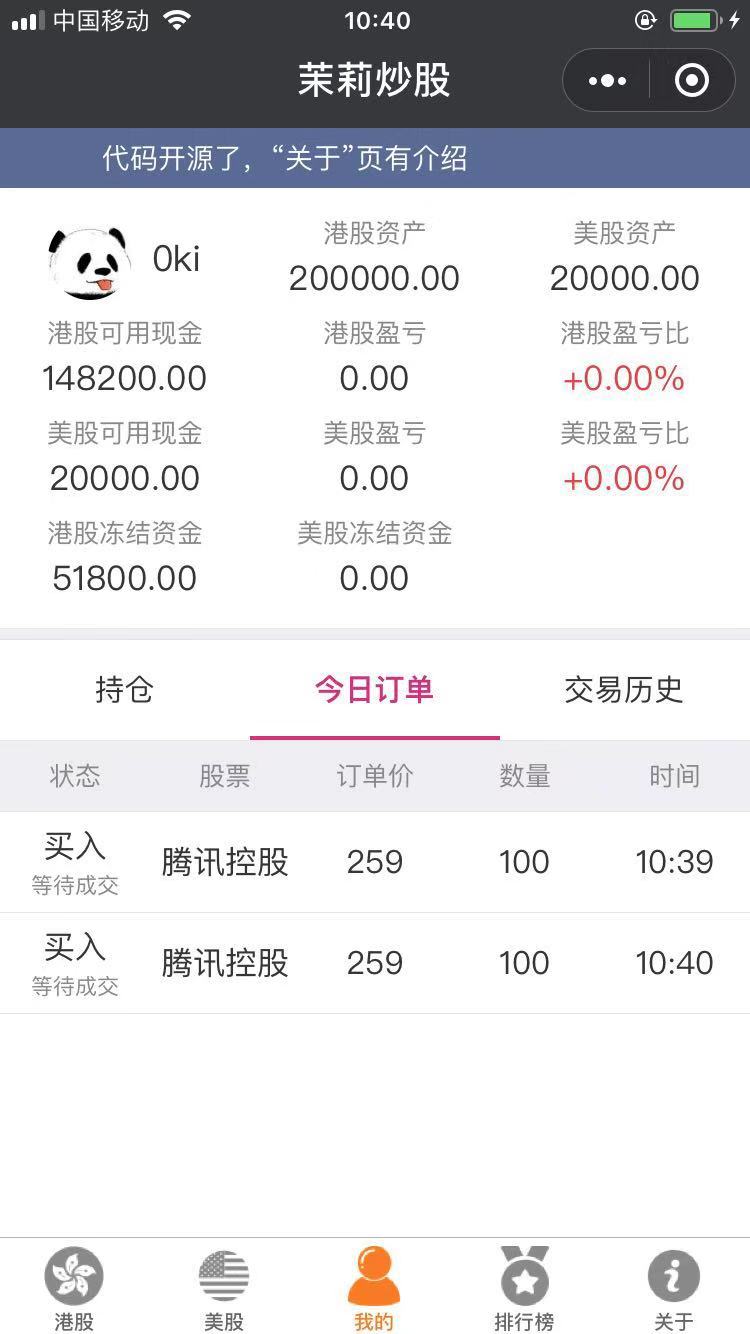 中国移动 10:40
茉莉炒股
代码开源了，“关于”页有介绍
0ki
港股资产 美股资产
200000.00 20000.00
港股可用现金 港股盈亏 港股盈亏比
148200.00 0.00 +0.00%
美股可用现金 美股盈亏 美股盈亏比
20000.00 0.00 +0.00%
港股冻结资金 美股冻结资金
51800.00 0.00
持仓 今日订单 交易历史
状态 股票 订单价 数量 时间
买入 腾讯控股 259 100 10:39
等待成交
买入 腾讯控股 259 100 10:40
等待成交
港股 美股 我的 排行榜 关于